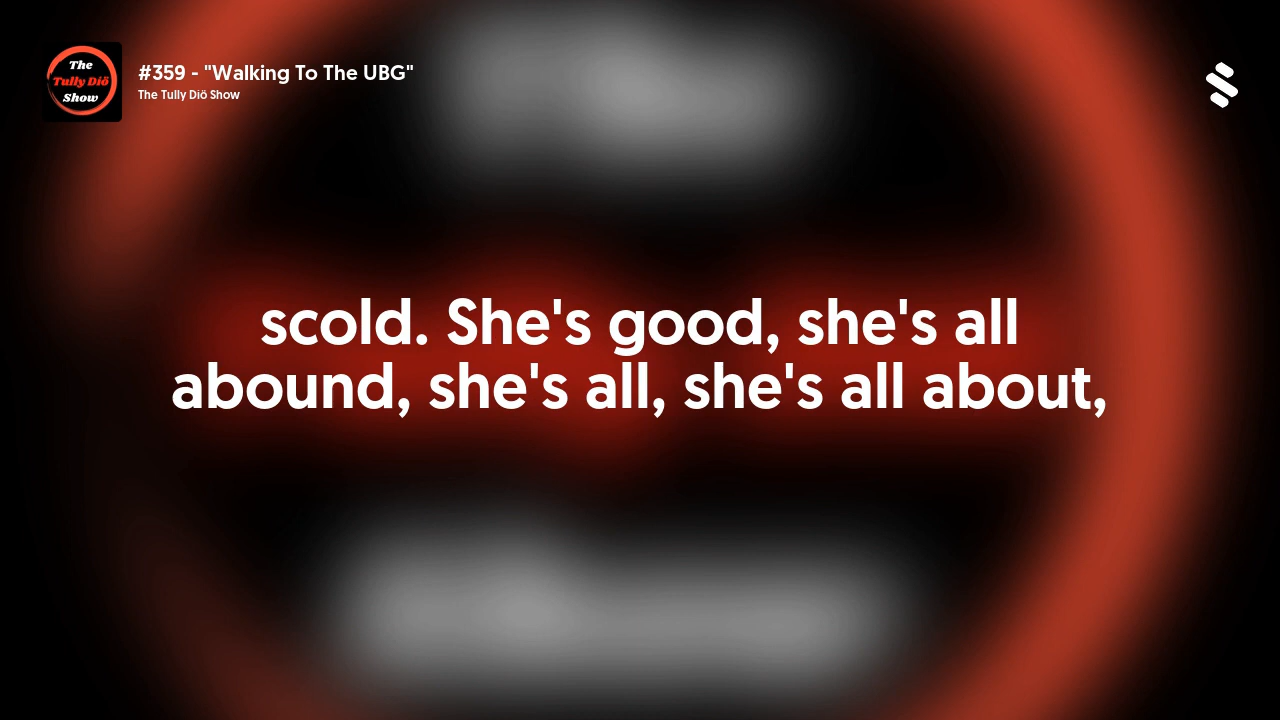 The
Tully Diö
Show
#359 - "Walking To The UBG"
The Tully Diö Show
scold. She's good, she's all
abound, she's all, she's all about,